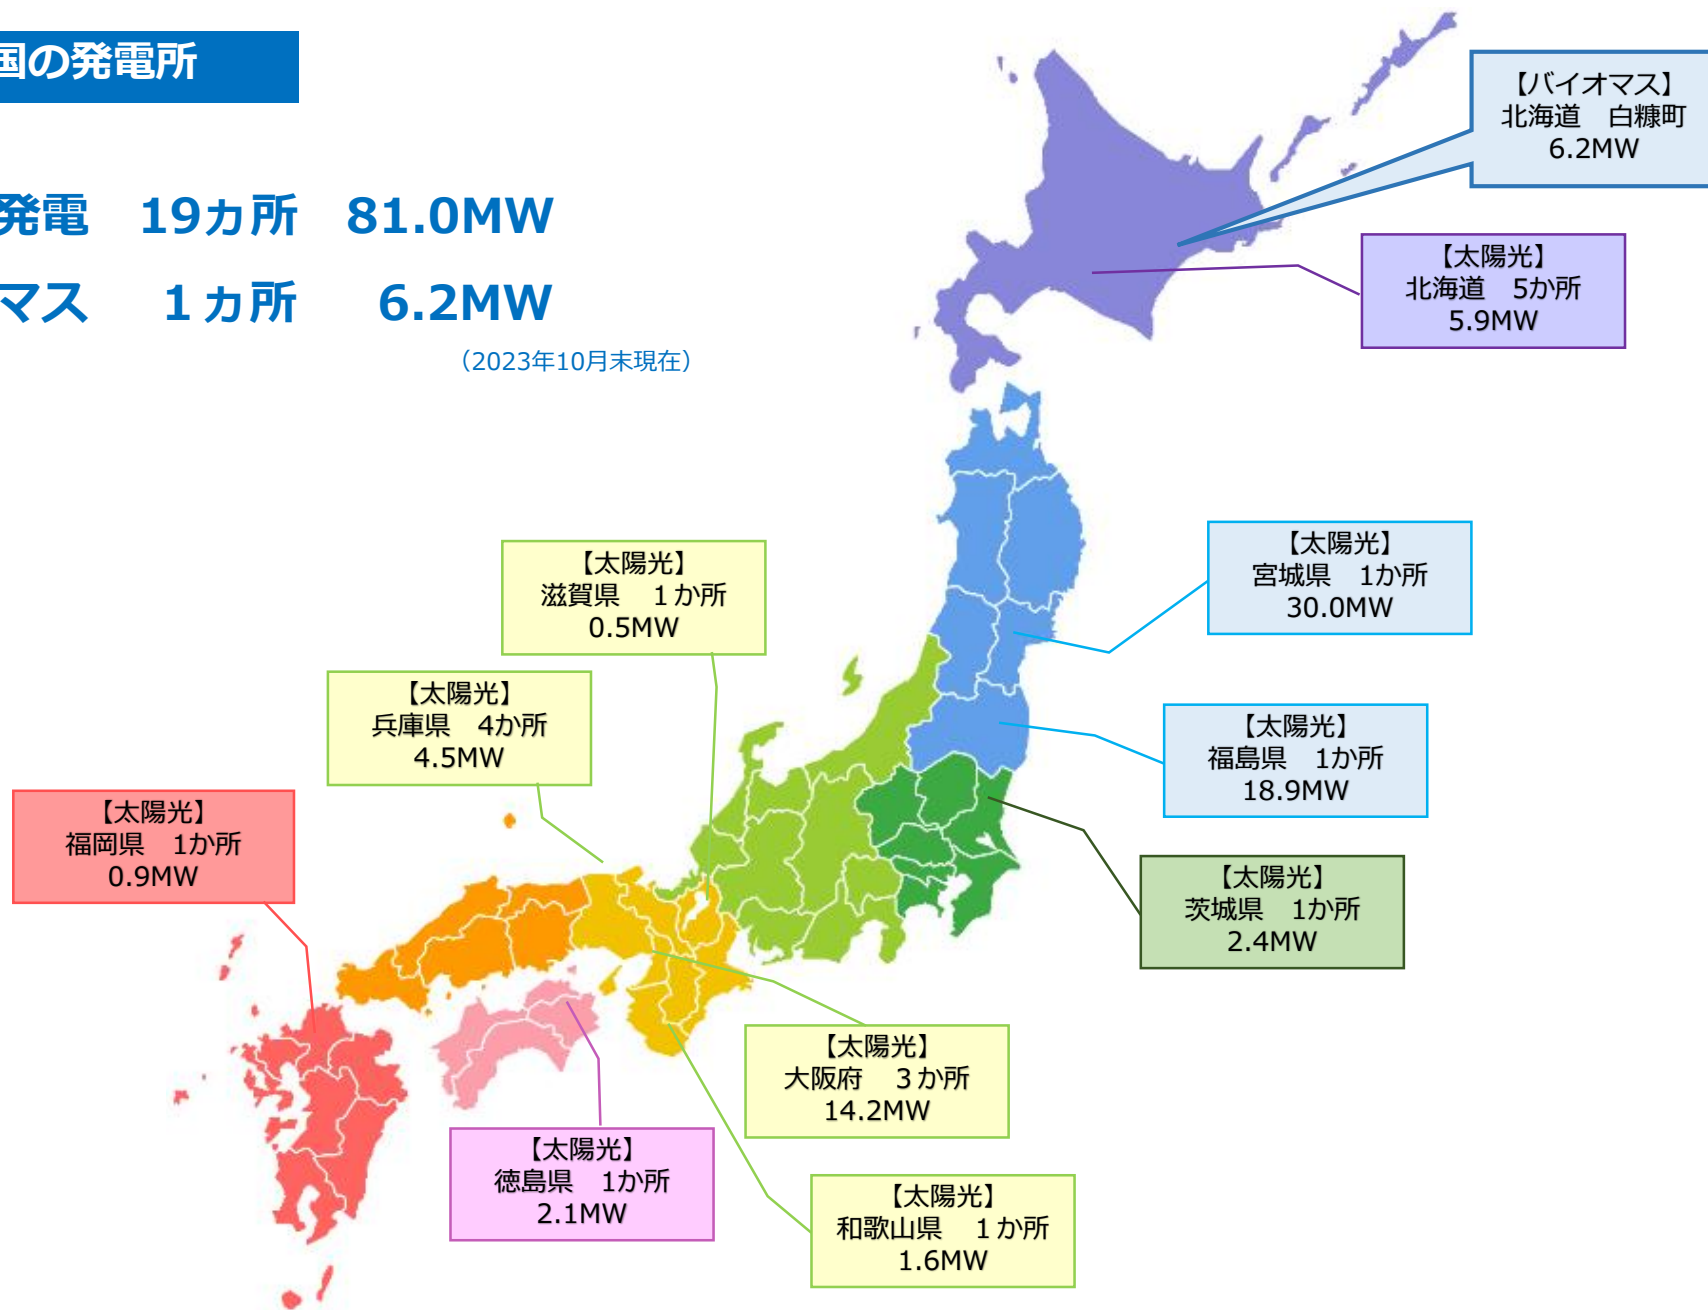 国の発電所
発電　19ヵ所　81.0MW
マス　１ヵ所　6.2MW
（2023年10月末現在）
【バイオマス】
北海道　白糠町
6.2MW
【太陽光】
北海道　5か所
5.9MW
【太陽光】
宮城県　1か所
30.0MW
【太陽光】
滋賀県　１か所
0.5MW
【太陽光】
兵庫県　4か所
4.5MW
【太陽光】
福島県　1か所
18.9MW
【太陽光】
福岡県　1か所
0.9MW
【太陽光】
茨城県　1か所
2.4MW
【太陽光】
大阪府　３か所
14.2MW
【太陽光】
徳島県　1か所
2.1MW
【太陽光】
和歌山県　１か所
1.6MW